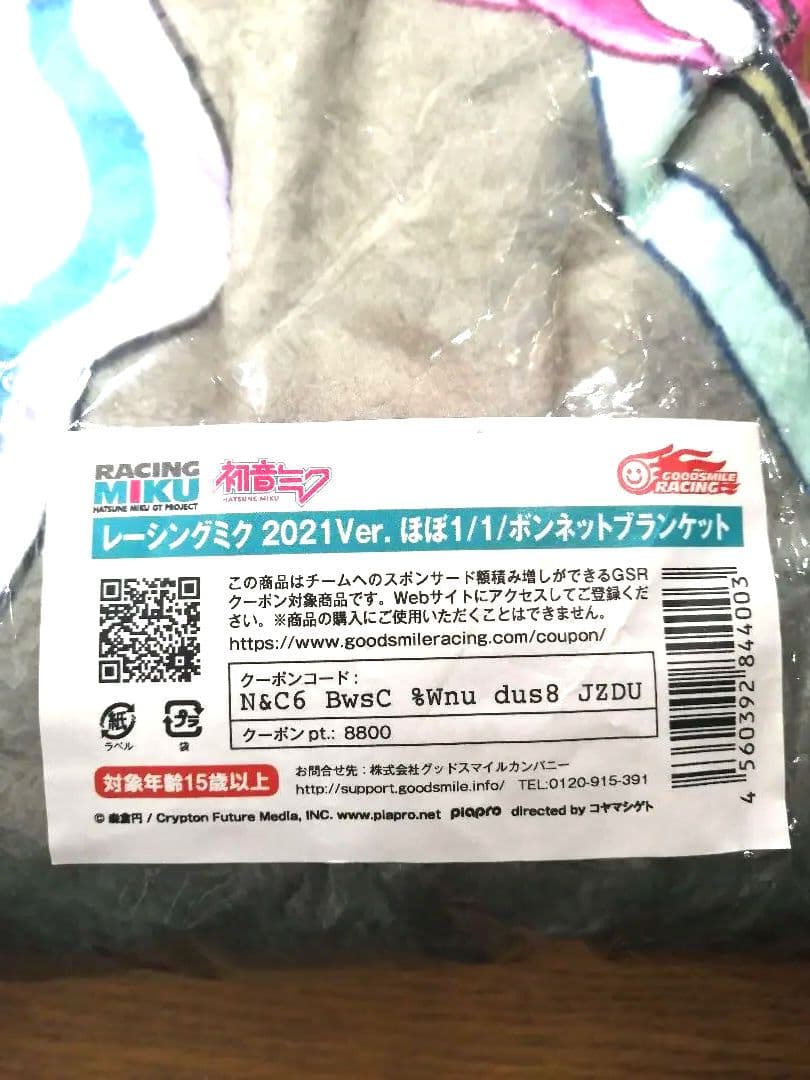 RACING
MIKU
HATSUNE MIKU GT PROJECT
初音ミク
HATSUNE MIKU
GOODSMILE
RACING
レーシングミク 2021Ver. ほぼ1/1/ボンネットブランケット
この商品はチームへのスポンサード額積み増しができるGSR
クーポン対象商品です。Webサイトにアクセスしてご登録くださ
い。※商品の購入にご使用いただくことはできません。
https://www.goodsmileracing.com/coupon/
クーポンコード:
N&C6 BwsC %Wnu dus8 JZDU
クーポンpt.: 8800
紙
ラベル
プラ
袋
4 560392 844003
対象年齢15歳以上
お問合せ先:株式会社グッドスマイルカンパニー
http://support.goodsmile.info/ TEL:0120-915-391
© 森倉円 / Crypton Future Media, INC. www.piapro.net piapro directed by コヤマシゲト